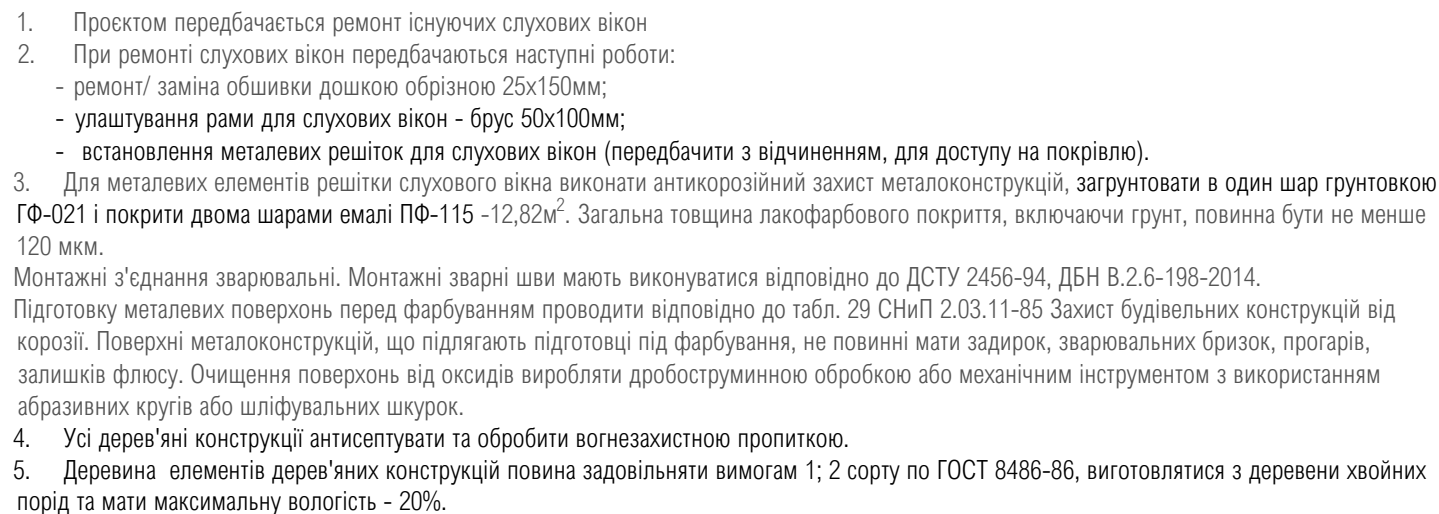 1. Проєктом передбачається ремонт існуючих слухових вікон
2. При ремонті слухових вікон передбачаються наступні роботи:
- ремонт/ заміна обшивки дошкою обрізною 25х150мм;
- улаштування рами для слухових вікон - брус 50х100мм;
- встановлення металевих решіток для слухових вікон (передбачити з відчиненням, для доступу на покрівлю).
3. Для металевих елементів решітки слухового вікна виконати антикорозійний захист металоконструкцій, загрунтовати в один шар грунтовкою
ГФ-021 і покрити двома шарами емалі ПФ-115 -12,82м². Загальна товщина лакофарбового покриття, включаючи грунт, повинна бути не менше
120 мкм.
Монтажні з'єднання зварювальні. Монтажні зварні шви мають виконуватися відповідно до ДСТУ 2456-94, ДБН В.2.6-198-2014.
Підготовку металевих поверхонь перед фарбуванням проводити відповідно до табл. 29 СНиП 2.03.11-85 Захист будівельних конструкцій від
корозії. Поверхні металоконструкцій, що підлягають підготовці під фарбування, не повинні мати задирок, зварювальних бризок, прогарів,
залишків флюсу. Очищення поверхонь від оксидів виробляти дробоструминною обробкою або механічним інструментом з використанням
абразивних кругів або шліфувальних шкурок.
4. Усі дерев'яні конструкції антисептувати та обробити вогнезахистною пропиткою.
5. Деревина елементів дерев'яних конструкцій повина задовільняти вимогам 1; 2 сорту по ГОСТ 8486-86, виготовлятися з деревени хвойних
порід та мати максимальну вологість - 20%.